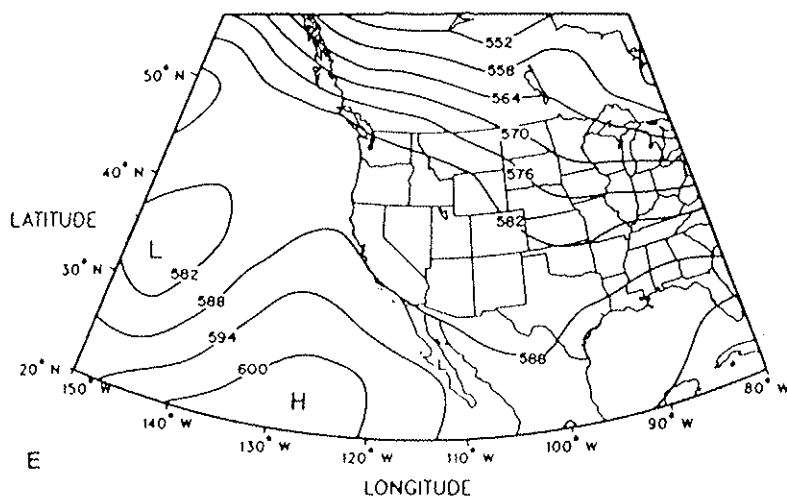 552
558
50° N
564
570
40° N
576
LATITUDE
582
L
30° N
582
588
594
588
20° N
600
150° W
H
80° W
140° W
90° W
130° W
100° W
120° W
110° W
E
LONGITUDE